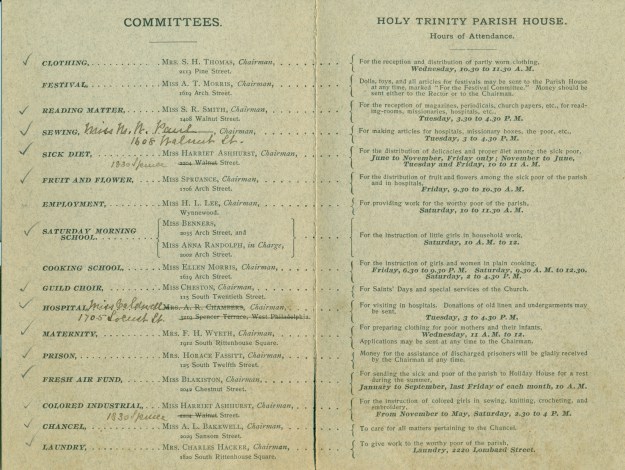 COMMITTEES.
CLOTHING, MRS. S. H. THOMAS, Chairman,
2113 Pine Street.
FESTIVAL, MISS A. T. MORRIS, Chairman,
1619 Arch Street.
READING MATTER, MISS S. R. SMITH, Chairman,
Walnut Street.
SEWING, Miss N. W. Paul, Chairman,
1608 Walnut St.
SICK DIET, MISS HARRIET ASHHURST, Chairman,
1830 Spruce Walnut Street.
FRUIT AND FLOWER, MISS SPRUANCE, Chairman,
Arch Street.
EMPLOYMENT, MISS H. L. LEE, Chairman,
Wynnewood.
SATURDAY MORNING SCHOOL, MISS BENNERS,
Arch Street, and
MISS ANNA RANDOLPH, in Charge,
Arch Street.
COOKING SCHOOL, MISS ELLEN MORRIS, Chairman,
1619 Arch Street.
GUILD CHOIR, MISS CHESTON, Chairman,
South Twentieth Street.
HOSPITAL, Miss Caldwell MRS. A. R. CHAMBERS, Chairman,
1705 Locust St. Spencer Terrace, West Philadelphia.
MATERNITY, MRS. F. H. WYETH, Chairman,
1910 South Rittenhouse Square.
PRISON, MRS. HORACE FASSITT, Chairman,
125 South Twelfth Street.
FRESH AIR FUND, MISS BLAKISTON, Chairman,
Chestnut Street.
COLORED INDUSTRIAL, MISS HARRIET ASHHURST, Chairman,
1830 Spruce Walnut Street.
CHANCEL, MISS A. L. BAKEWELL, Chairman,
Sansom Street.
LAUNDRY, MRS. CHARLES HACKER, Chairman,
South Rittenhouse Square.
HOLY TRINITY PARISH HOUSE.
Hours of Attendance.
For the reception and distribution of partly worn clothing,
Wednesday, 10.30 to 11.30 A. M.
Dolls, toys, and all articles for festivals may be sent to the Parish House
at any time, marked "For the Festival Committee." Money should be
sent either to the Rector or to the Chairman.
For the reception of magazines, periodicals, church papers, etc., for read-
ing-rooms, missionaries, hospitals, etc.,
Tuesday, 3.30 to 4.30 P. M.
For making articles for hospitals, missionary boxes, the poor, etc.,
Tuesday, 3 to 4.30 P. M.
For the distribution of delicacies and proper diet among the sick poor,
June to November, Friday only; November to June,
Tuesday and Friday, 10 to 11 A. M.
For the distribution of fruit and flowers among the sick poor of the parish
and in hospitals,
Friday, 9.30 to 10.30 A. M.
For providing work for the worthy poor of the parish,
Saturday, 10 to 11.30 A. M.
For the instruction of little girls in household work,
Saturday, 10 A. M. to 12.
For the instruction of girls and women in plain cooking,
Friday, 6.30 to 9.30 P. M. Saturday, 9.30 A. M. to 12.30.
Saturday, 2 to 4.30 P. M.
For Saints' Days and special services of the Church.
For visiting in hospitals. Donations of old linen and undergarments may
be sent.
Tuesday, 3 to 4.30 P. M.
For preparing clothing for poor mothers and their infants.
Wednesday, 11 A. M. to 12.
Applications may be sent at any time to the Chairman.
Money for the assistance of discharged prisoners will be gladly received
by the Chairman at any time.
For sending the sick and poor of the parish to Holiday House for a rest
during the summer,
January to September, last Friday of each month, 10 A. M.
For the instruction of colored girls in sewing, knitting, crocheting, and
embroidery,
From November to May, Saturday, 2.30 to 4 P. M.
To care for all matters pertaining to the Chancel.
To give work to the worthy poor of the parish,
Laundry, 2220 Lombard Street.